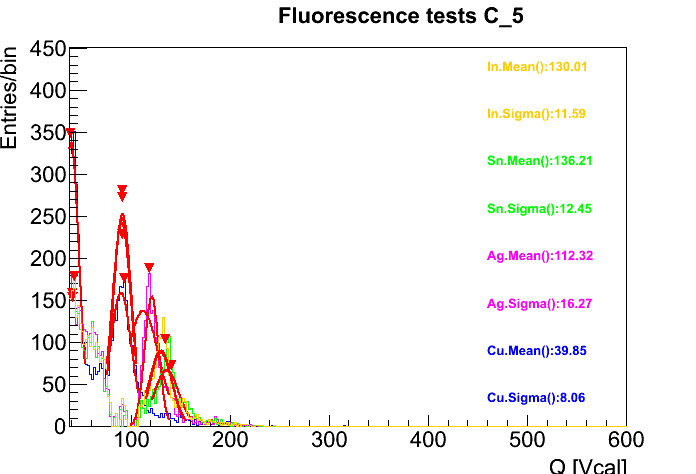 Fluorescence tests C_5
Entries/bin
450
400
350
300
250
200
150
100
50
0
In.Mean():130.01
In.Sigma():11.59
Sn.Mean():136.21
Sn.Sigma():12.45
Ag.Mean():112.32
Ag.Sigma():16.27
Cu.Mean():39.85
Cu.Sigma():8.06
100 200 300 400 500 600
Q [Vcal]